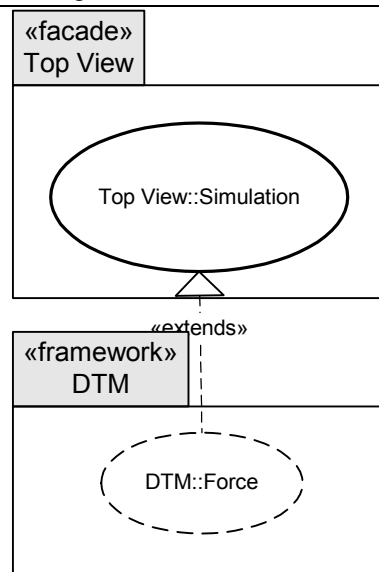 «facade»
Top View
Top View::Simulation
«extends»
«framework»
DTM
DTM::Force